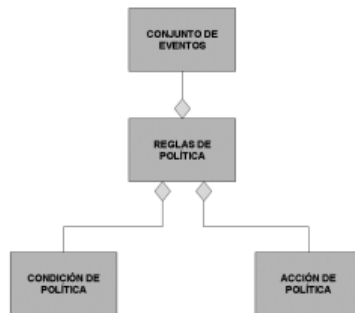 CONJUNTO DE
EVENTOS
REGLAS DE
POLÍTICA
CONDICIÓN DE
POLÍTICA
ACCIÓN DE
POLÍTICA